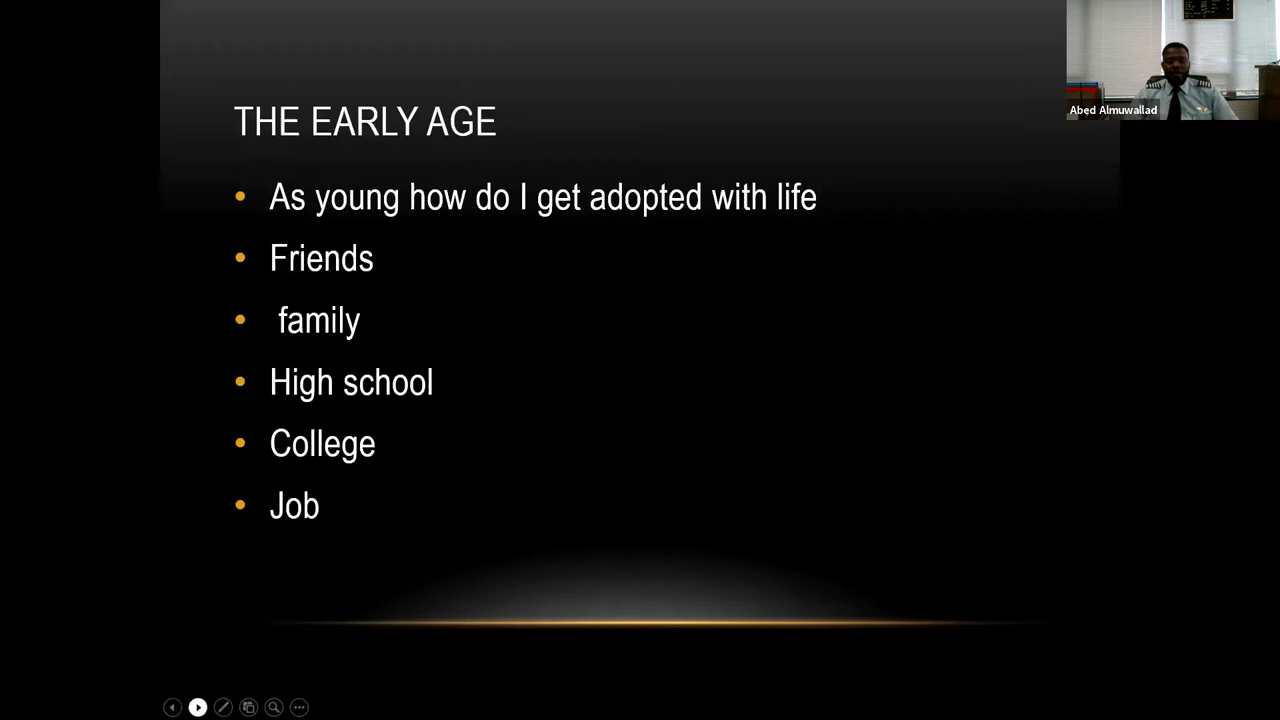 THE EARLY AGE
As young how do I get adopted with life
Friends
family
High school
College
Job
Abed Almuwallad